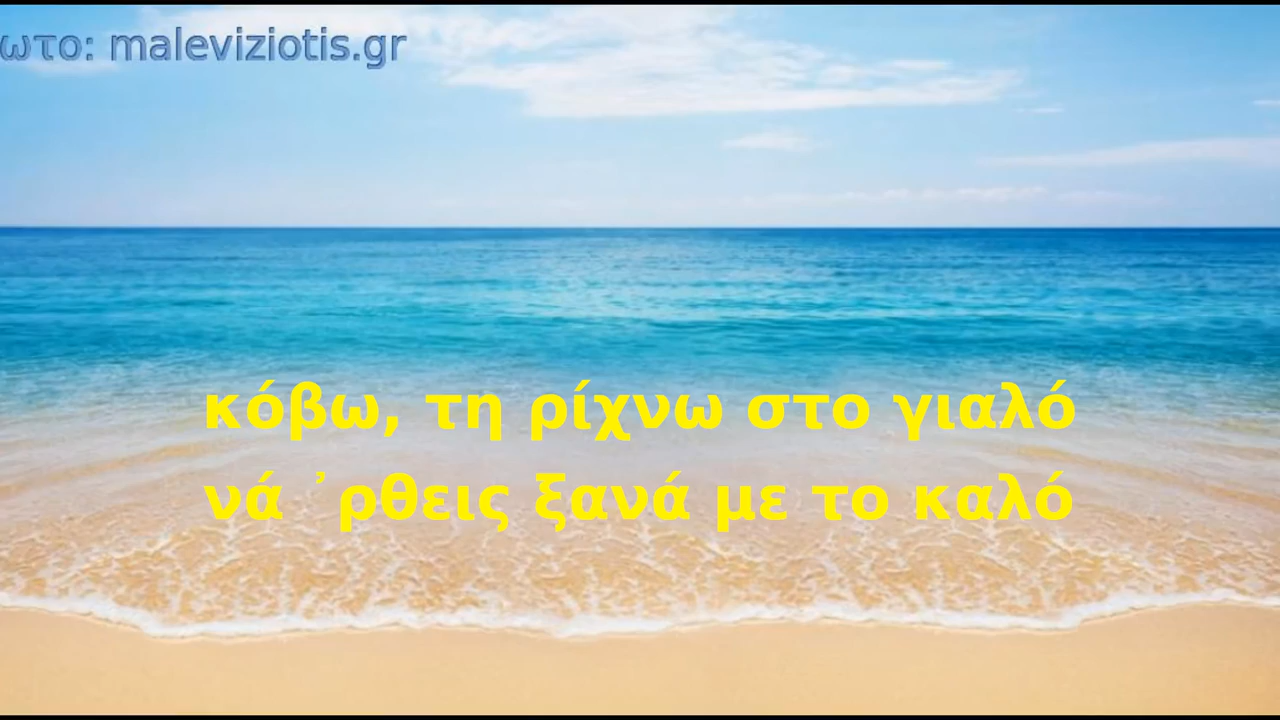 ωτο: maleviziotis.gr
κόβω, τη ρίχνω στο γιαλό
νά ᾿ρθεις ξανά με το καλό